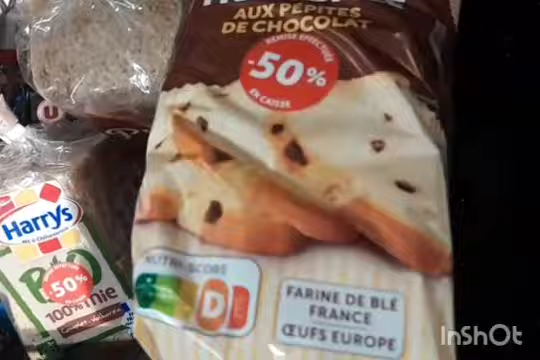 AUX PÉPITES
DE CHOCOLAT
REMISE EFFECTUÉE
-50%
EN CAISSE
U
HARRYS
BIO
-50%
100% mie
NUTRI-SCORE
D
FARINE DE BLÉ
FRANCE
ŒUFS EUROPE
InShOt